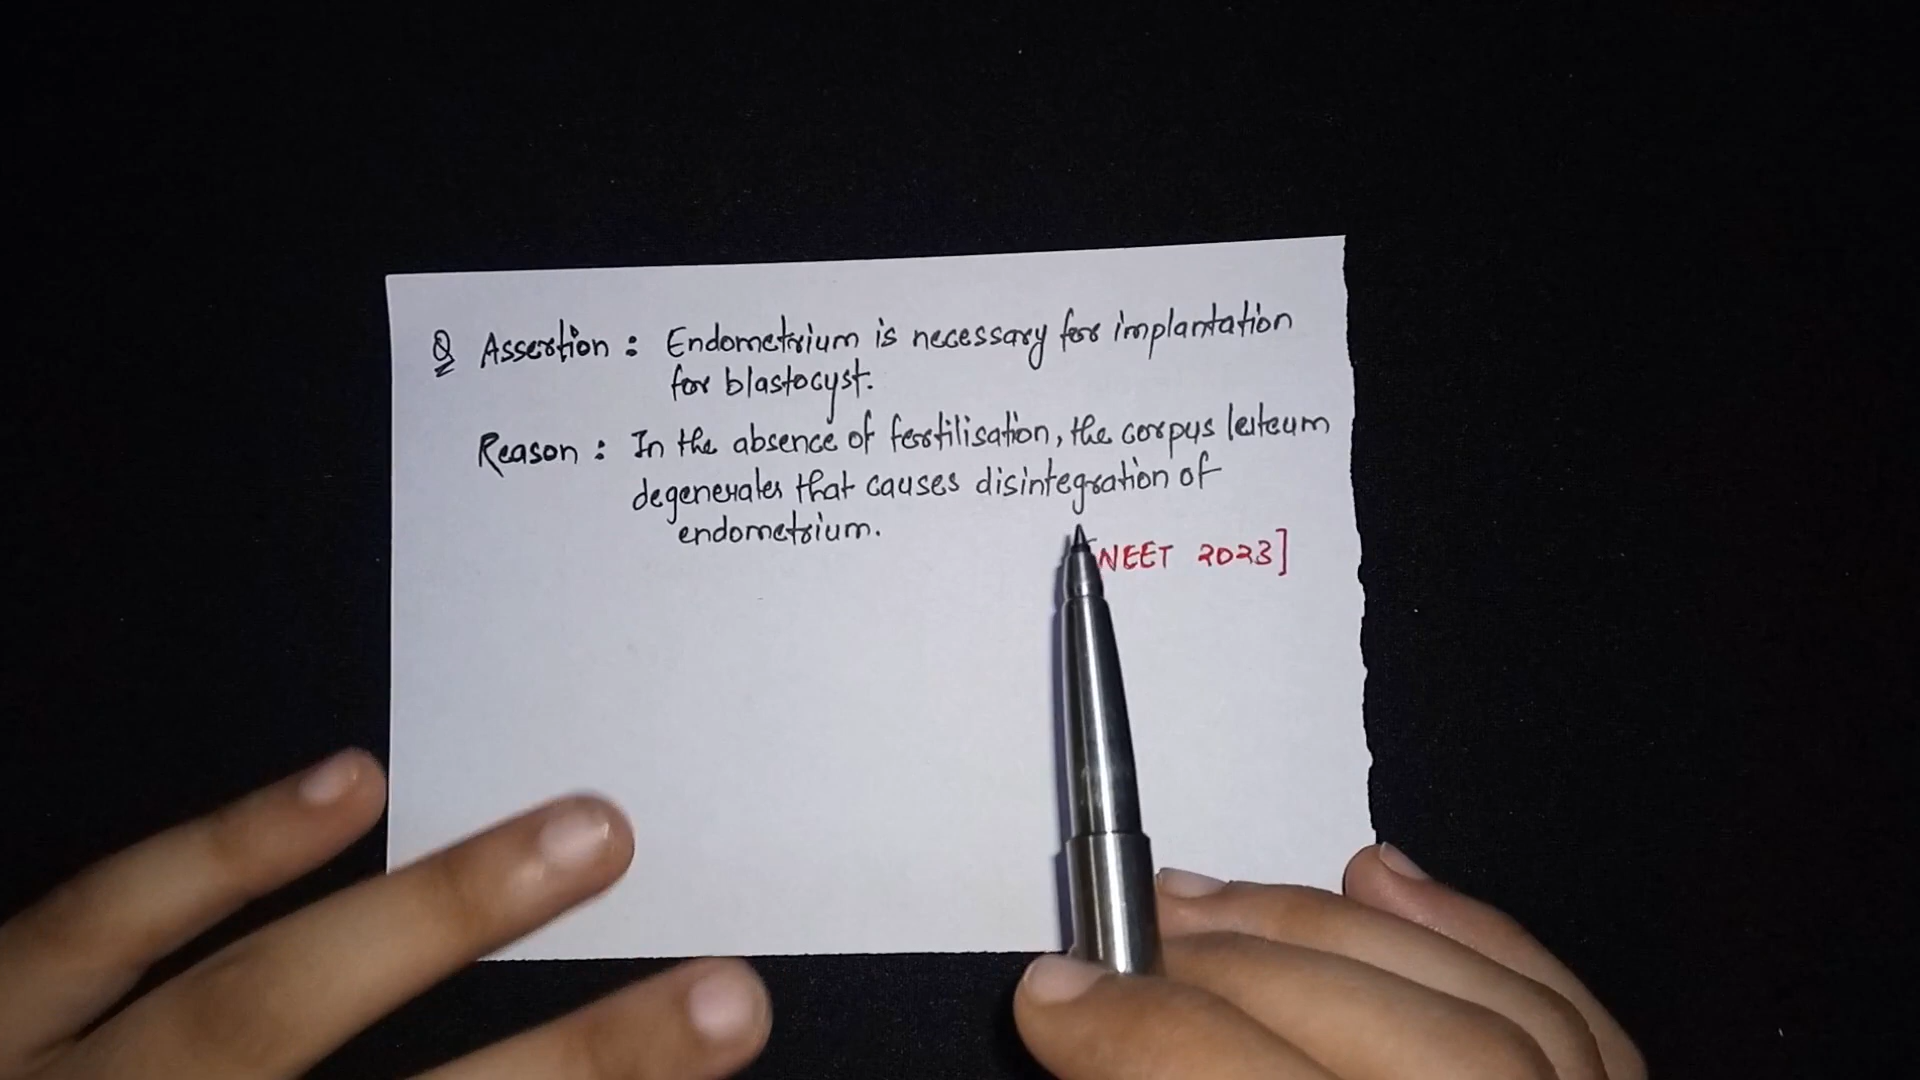 Q Assertion : Endometrium is necessary for implantation
for blastocyst.
Reason : In the absence of fertilisation, the corpus leuteum
degenerates that causes disintegration of
endometrium.
[NEET 2023]